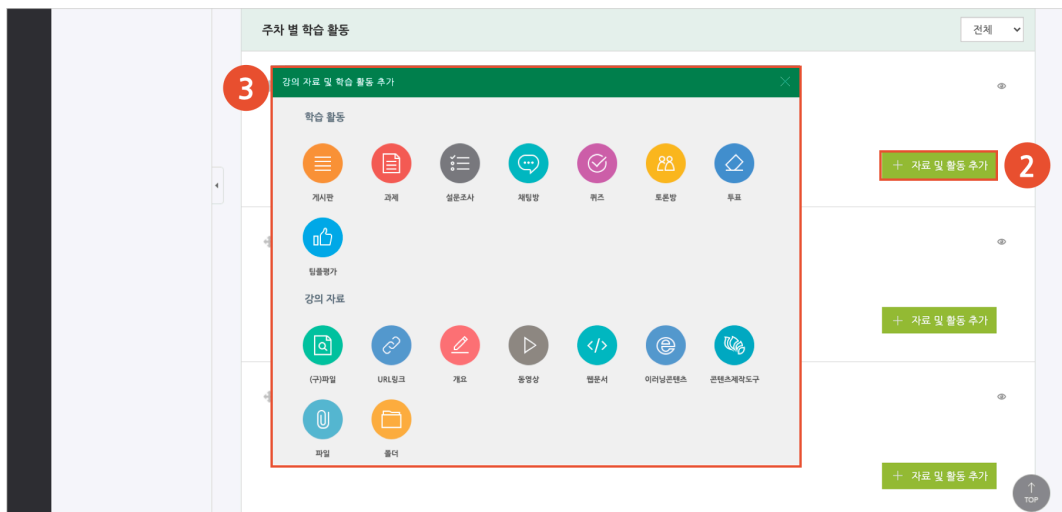 주차 별 학습 활동
전체
3
강의 자료 및 학습 활동 추가
학습 활동
게시판 과제 설문조사 채팅방 퀴즈 토론방 투표
팀플평가
강의 자료
(구)파일 URL링크 개요 동영상 웹문서 이러닝콘텐츠 콘텐츠제작도구
파일 폴더
+ 자료 및 활동 추가
2
+ 자료 및 활동 추가
+ 자료 및 활동 추가
TOP